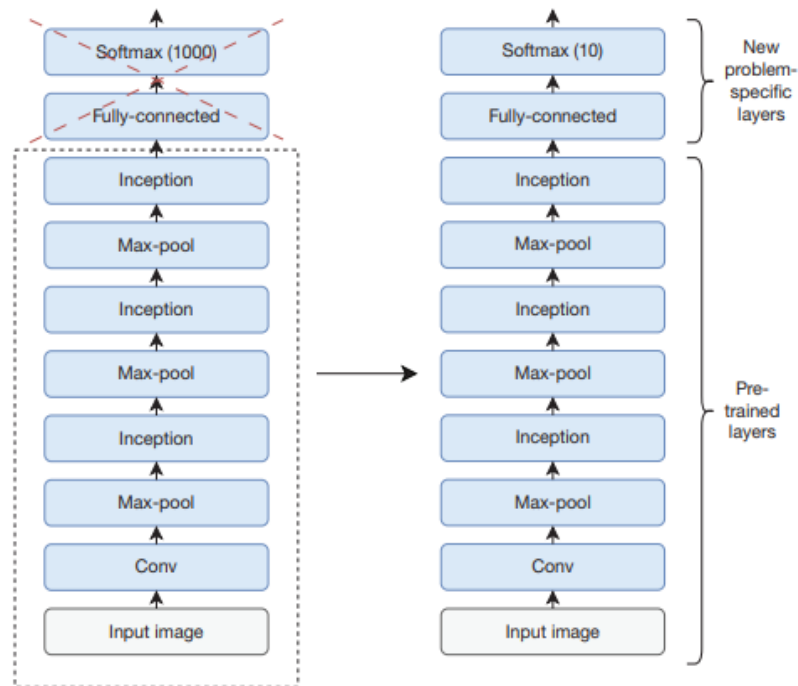 Softmax (1000)
Fully-connected
Inception
Max-pool
Inception
Max-pool
Inception
Max-pool
Conv
Input image
Softmax (10)
Fully-connected
Inception
Max-pool
Inception
Max-pool
Inception
Max-pool
Conv
Input image
New
problem-
specific
layers
Pre-
trained
layers